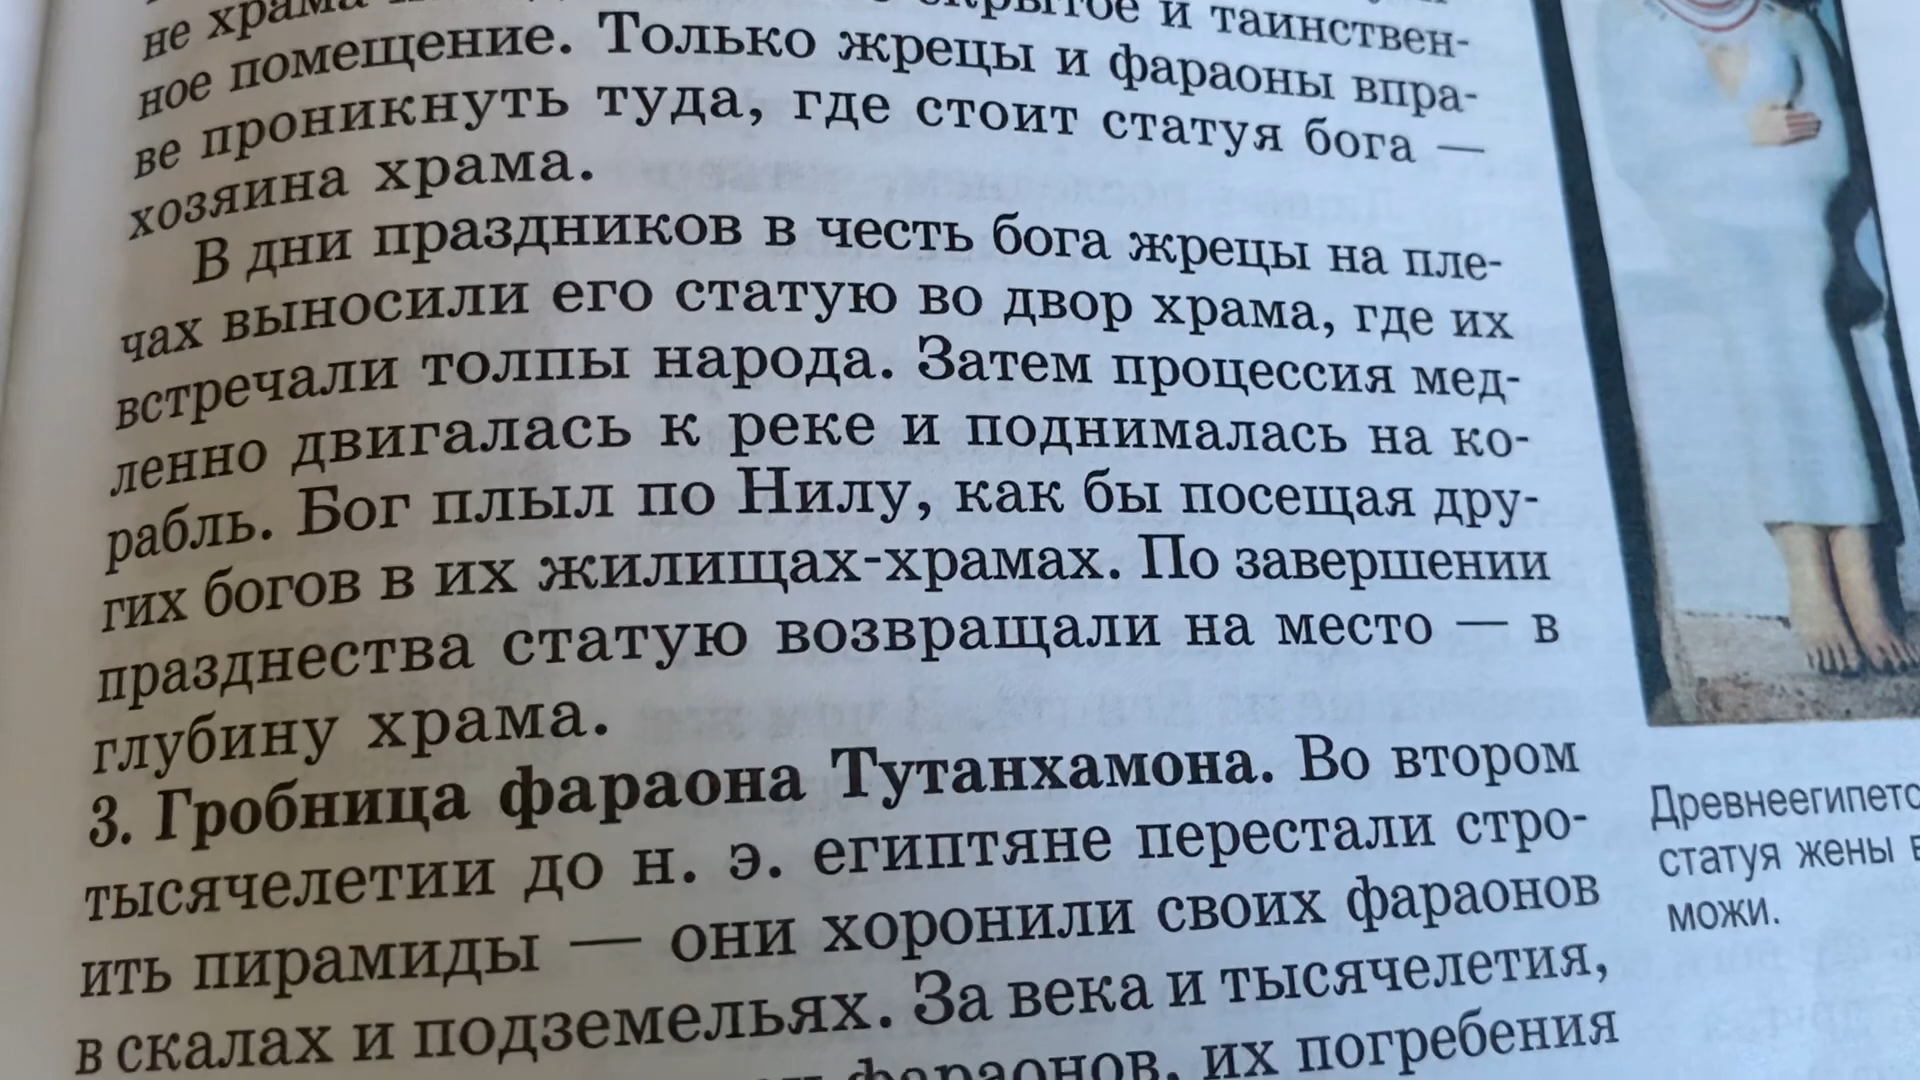 не храма
и таинствен-
ное помещение. Только жрецы и фараоны впра-
ве проникнуть туда, где стоит статуя бога —
хозяина храма.
В дни праздников в честь бога жрецы на пле-
чах выносили его статую во двор храма, где их
встречали толпы народа. Затем процессия мед-
ленно двигалась к реке и поднималась на ко-
рабль. Бог плыл по Нилу, как бы посещая дру-
гих богов в их жилищах-храмах. По завершении
празднества статую возвращали на место — в
глубину храма.
3. Гробница фараона Тутанхамона. Во втором
тысячелетии до н. э. египтяне перестали стро-
ить пирамиды — они хоронили своих фараонов
в скалах и подземельях. За века и тысячелетия,
фараонов, их погребения
статуя жены
можи.